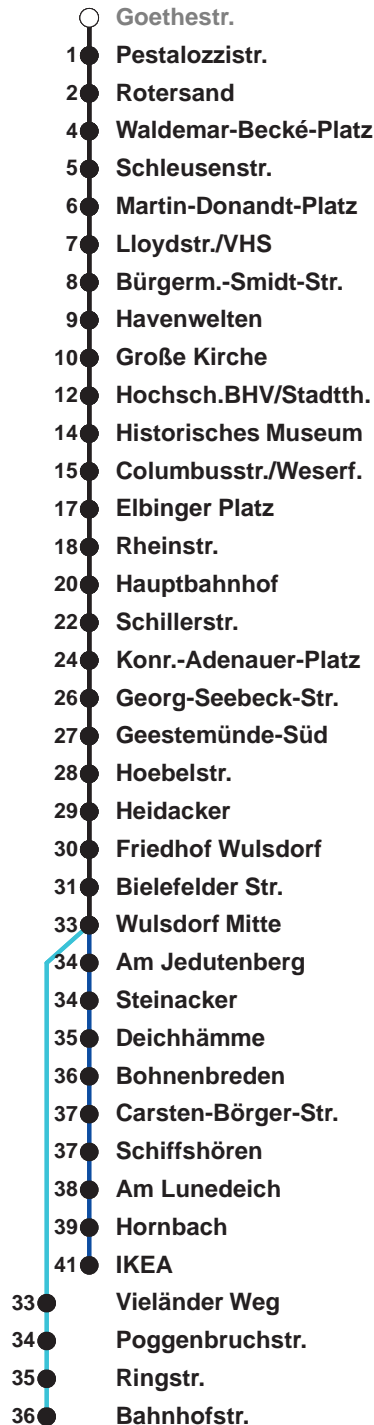 Goethestr.
1 Pestalozzistr.
2 Rotersand
4 Waldemar-Becké-Platz
5 Schleusenstr.
6 Martin-Donandt-Platz
7 Lloydstr./VHS
8 Bürgerm.-Smidt-Str.
9 Havenwelten
10 Große Kirche
12 Hochsch.BHV/Stadtth.
14 Historisches Museum
15 Columbusstr./Weserf.
17 Elbinger Platz
18 Rheinstr.
20 Hauptbahnhof
22 Schillerstr.
24 Konr.-Adenauer-Platz
26 Georg-Seebeck-Str.
27 Geestemünde-Süd
28 Hoebelstr.
29 Heidacker
30 Friedhof Wulsdorf
31 Bielefelder Str.
33 Wulsdorf Mitte
34 Am Jedutenberg
34 Steinacker
35 Deichhämme
36 Bohnenbreden
37 Carsten-Börger-Str.
37 Schiffshören
38 Am Lunedeich
39 Hornbach
41 IKEA
33 Vieländer Weg
34 Poggenbruchstr.
35 Ringstr.
36 Bahnhofstr.